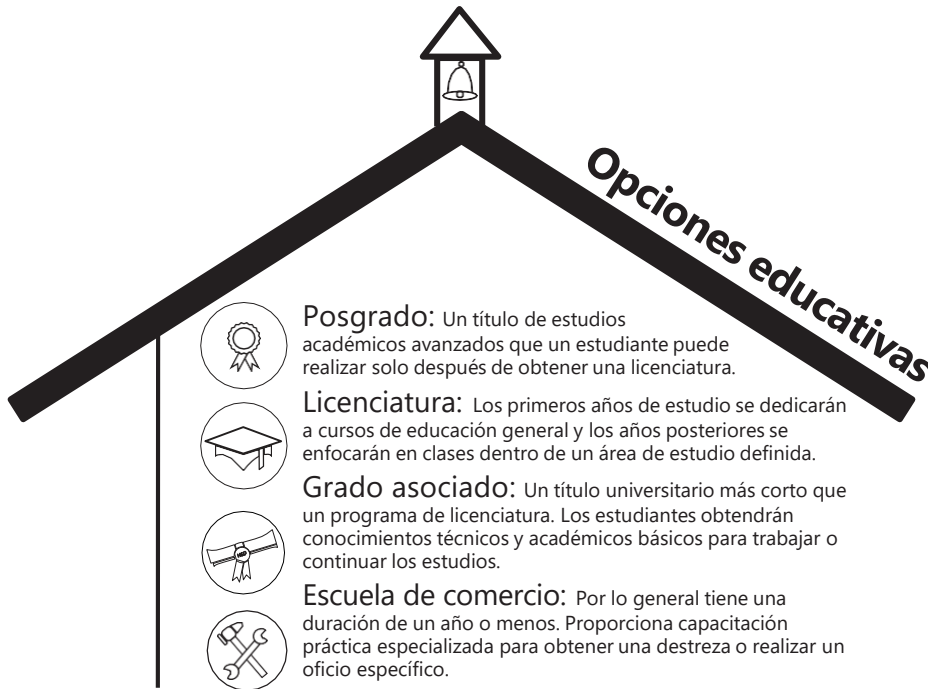 Opciones educativas
Posgrado: Un título de estudios
académicos avanzados que un estudiante puede
realizar solo después de obtener una licenciatura.
Licenciatura: Los primeros años de estudio se dedicarán
a cursos de educación general y los años posteriores se
enfocarán en clases dentro de un área de estudio definida.
Grado asociado: Un título universitario más corto que
un programa de licenciatura. Los estudiantes obtendrán
conocimientos técnicos y académicos básicos para trabajar o
continuar los estudios.
Escuela de comercio: Por lo general tiene una
duración de un año o menos. Proporciona capacitación
práctica especializada para obtener una destreza o realizar un
oficio específico.